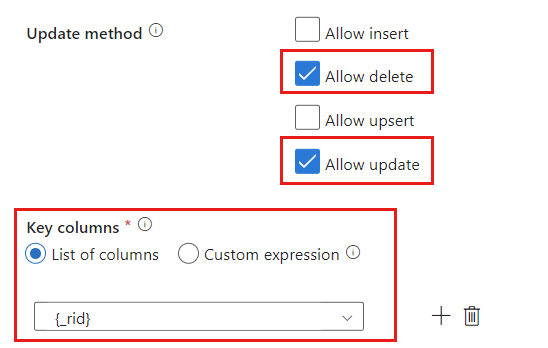 Update method
Allow insert
Allow delete
Allow upsert
Allow update
Key columns *
List of columns
Custom expression
{_rid}